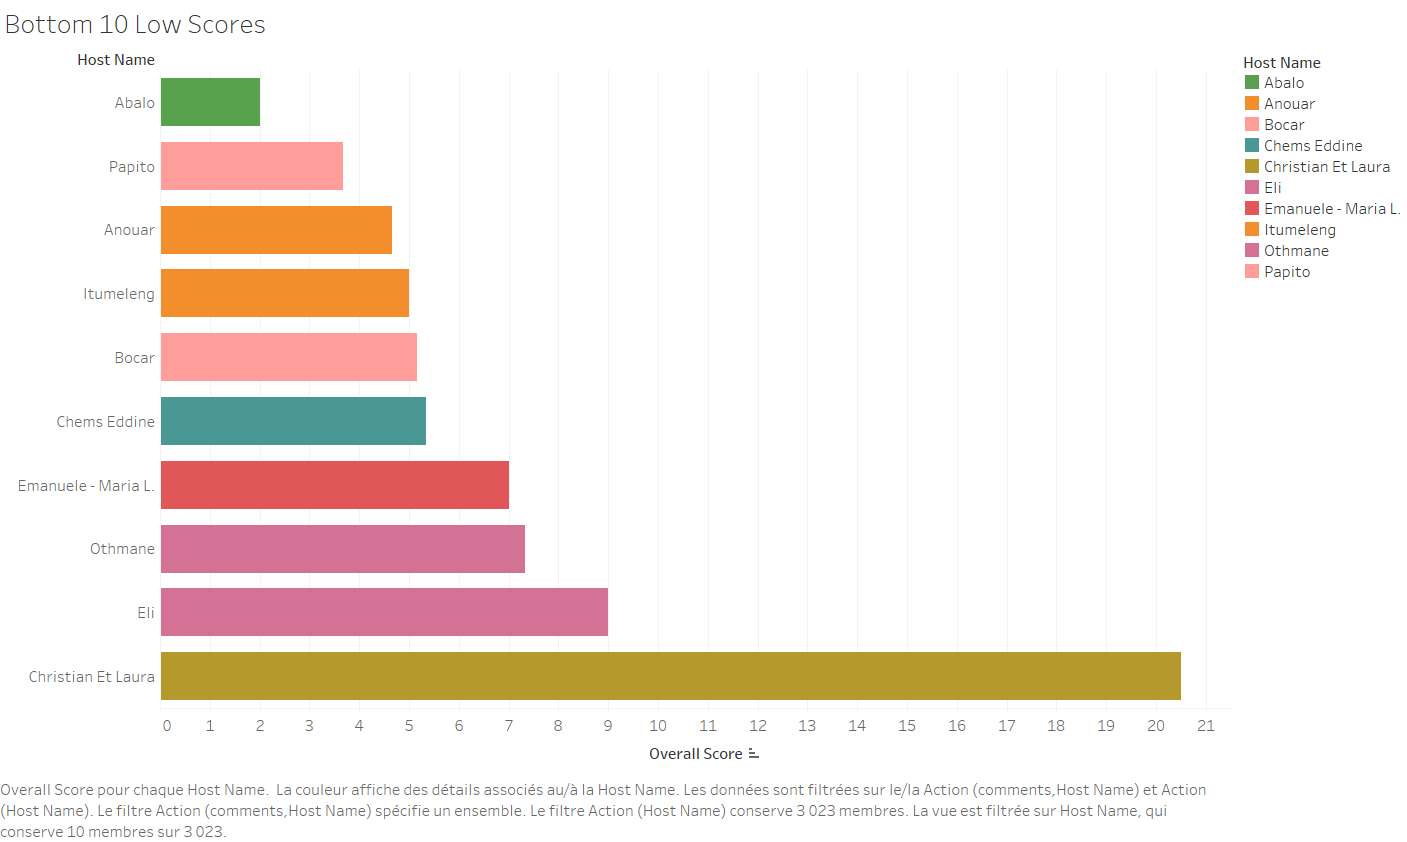 Bottom 10 Low Scores
Host Name
Abalo
Papito
Anouar
Itumeleng
Bocar
Chems Eddine
Emanuele - Maria L.
Othmane
Eli
Christian Et Laura
0 1 2 3 4 5 6 7 8 9 10 11 12 13 14 15 16 17 18 19 20 21
Overall Score
Host Name
Abalo
Anouar
Bocar
Chems Eddine
Christian Et Laura
Eli
Emanuele - Maria L.
Itumeleng
Othmane
Papito
Overall Score pour chaque Host Name.  La couleur affiche des détails associés au/à la Host Name. Les données sont filtrées sur le/la Action (comments,Host Name) et Action
(Host Name). Le filtre Action (comments,Host Name) spécifie un ensemble. Le filtre Action (Host Name) conserve 3 023 membres. La vue est filtrée sur Host Name, qui
conserve 10 membres sur 3 023.